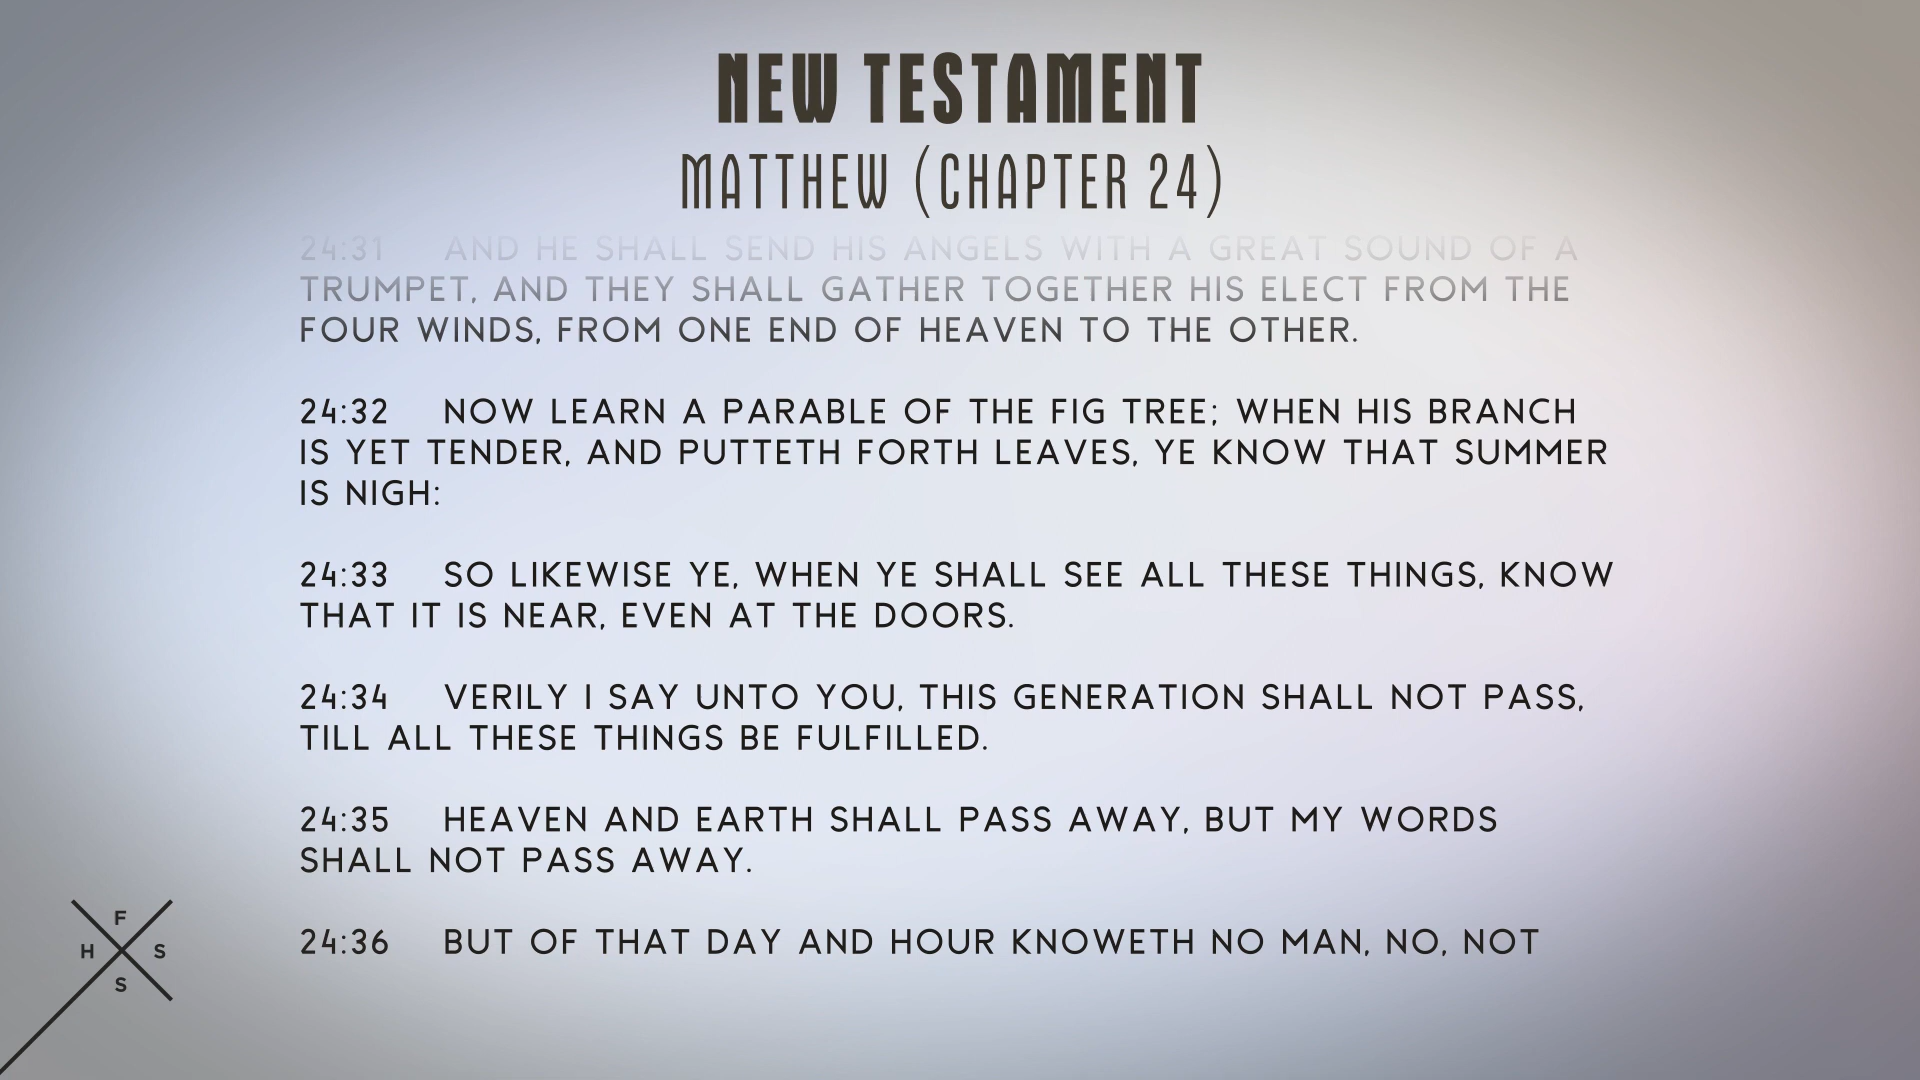 NEW TESTAMENT
MATTHEW (CHAPTER 24)
24:31 AND HE SHALL SEND HIS ANGELS WITH A GREAT SOUND OF A
TRUMPET, AND THEY SHALL GATHER TOGETHER HIS ELECT FROM THE
FOUR WINDS, FROM ONE END OF HEAVEN TO THE OTHER.
24:32 NOW LEARN A PARABLE OF THE FIG TREE; WHEN HIS BRANCH
IS YET TENDER, AND PUTTETH FORTH LEAVES, YE KNOW THAT SUMMER
IS NIGH:
24:33 SO LIKEWISE YE, WHEN YE SHALL SEE ALL THESE THINGS, KNOW
THAT IT IS NEAR, EVEN AT THE DOORS.
24:34 VERILY I SAY UNTO YOU, THIS GENERATION SHALL NOT PASS,
TILL ALL THESE THINGS BE FULFILLED.
24:35 HEAVEN AND EARTH SHALL PASS AWAY, BUT MY WORDS
SHALL NOT PASS AWAY.
24:36 BUT OF THAT DAY AND HOUR KNOWETH NO MAN, NO, NOT
F
H S
S